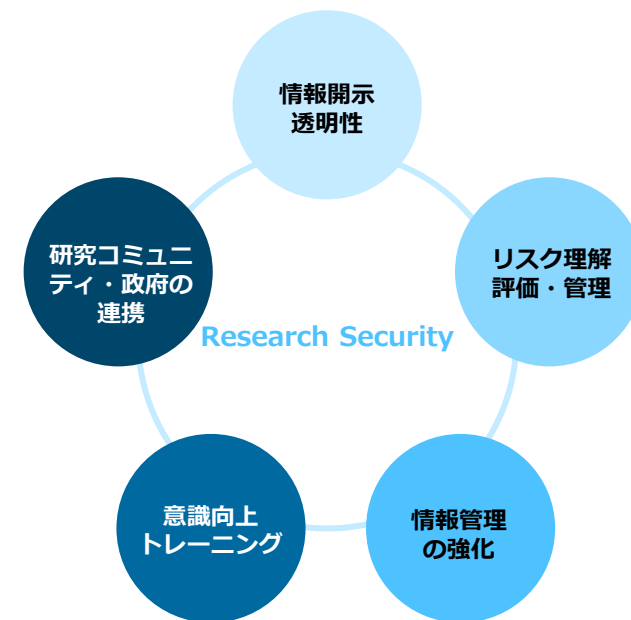 情報開示
透明性
リスク理解
評価・管理
情報管理
の強化
意識向上
トレーニング
研究コミュニ
ティ・政府の
連携
Research Security